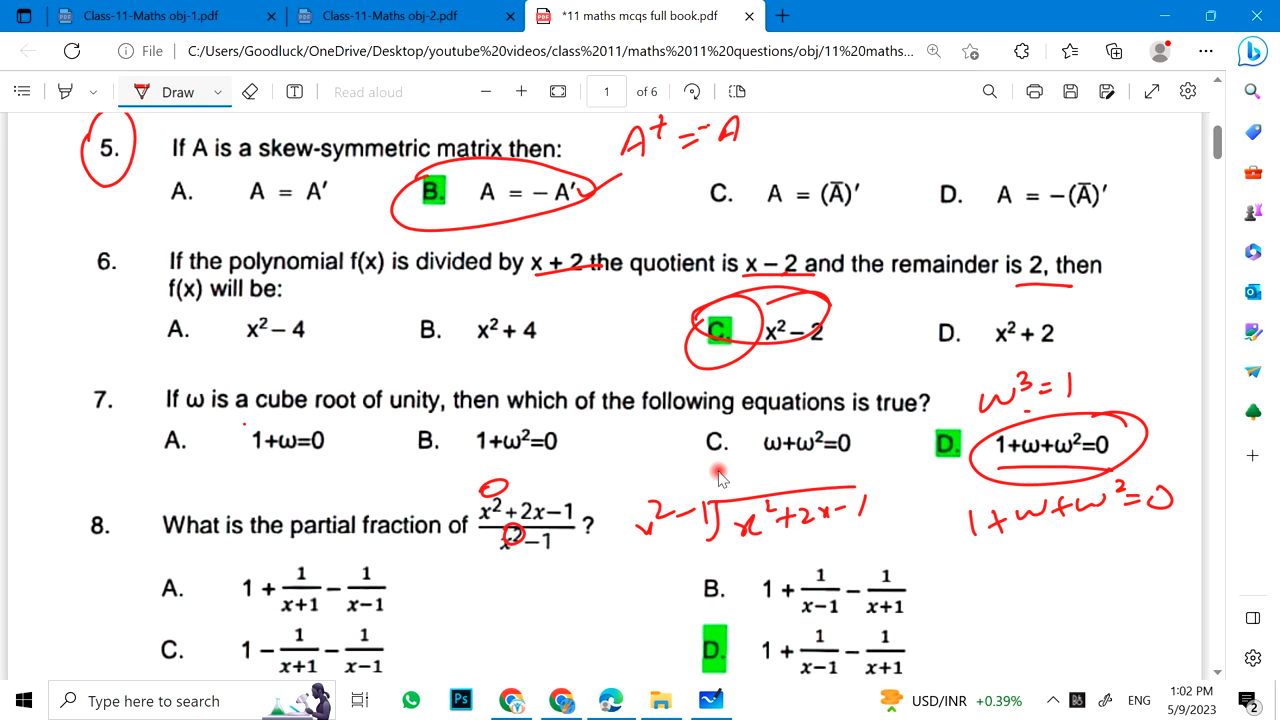 Class-11-Maths obj-1.pdf
Class-11-Maths obj-2.pdf
*11 maths mcqs full book.pdf
File C:/Users/Goodluck/OneDrive/Desktop/youtube%20videos/class%2011/maths%2011%20questions/obj/11%20maths...
Draw Read aloud 1 of 6
A^t = -A
5. If A is a skew-symmetric matrix then:
A. A = A′ B. A = − A′ C. A = (Ā)′ D. A = −(Ā)′
6. If the polynomial f(x) is divided by x + 2 the quotient is x – 2 and the remainder is 2, then
f(x) will be:
A. x² – 4 B. x² + 4 C. x² – 2 D. x² + 2
ω³ = 1
7. If ω is a cube root of unity, then which of the following equations is true?
A. 1+ω=0 B. 1+ω²=0 C. ω+ω²=0 D. 1+ω+ω²=0
1+ω+ω²=0
8. What is the partial fraction of (x²+2x−1)/(x²−1) ? x²-1 x²+2x-1
A. 1 + 1/(x+1) − 1/(x−1) B. 1 + 1/(x−1) − 1/(x+1)
C. 1 − 1/(x+1) − 1/(x−1) D. 1 + 1/(x−1) − 1/(x+1)
Type here to search USD/INR +0.39% ENG 1:02 PM
5/9/2023 2